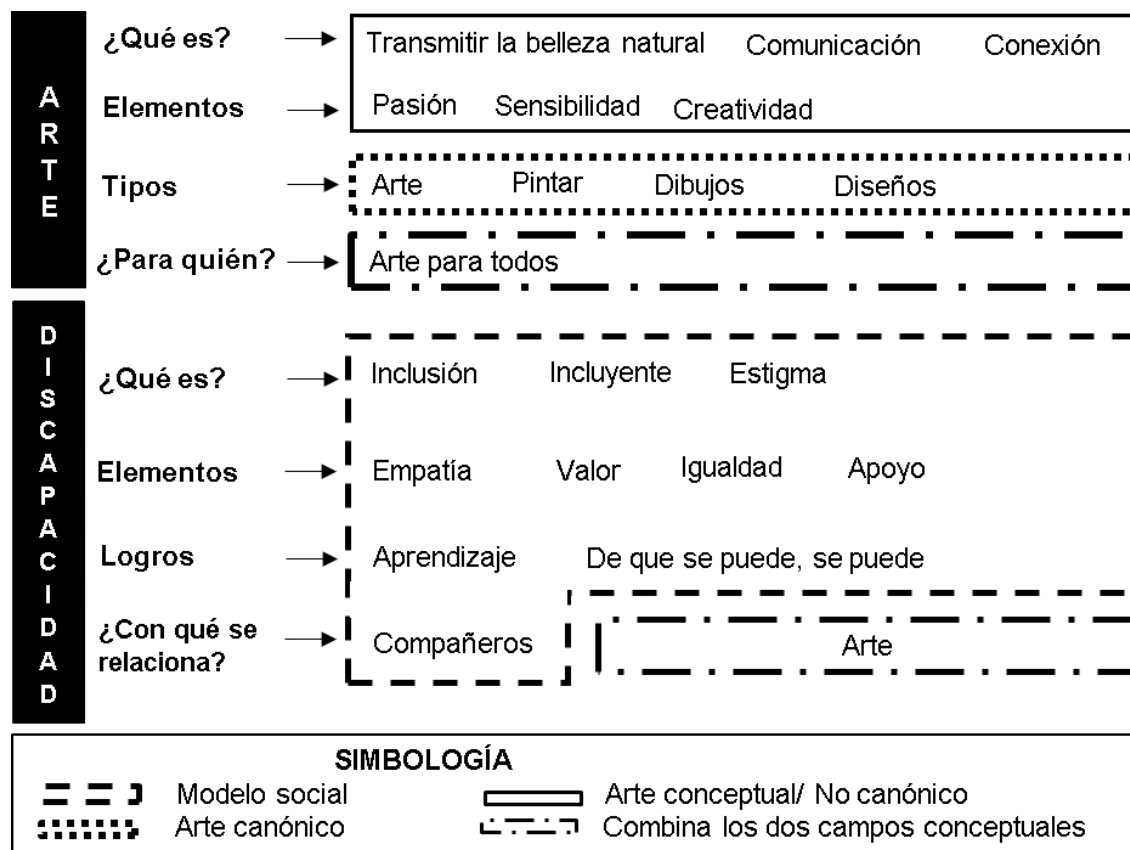 ARTE
¿Qué es?
Transmitir la belleza natural Comunicación Conexión
Elementos
Pasión Sensibilidad Creatividad
Tipos
Arte Pintar Dibujos Diseños
¿Para quién?
Arte para todos
DISCAPACIDAD
¿Qué es?
Inclusión Incluyente Estigma
Elementos
Empatía Valor Igualdad Apoyo
Logros
Aprendizaje De que se puede, se puede
¿Con qué se
relaciona?
Compañeros Arte
SIMBOLOGÍA
Modelo social Arte conceptual/ No canónico
Arte canónico Combina los dos campos conceptuales